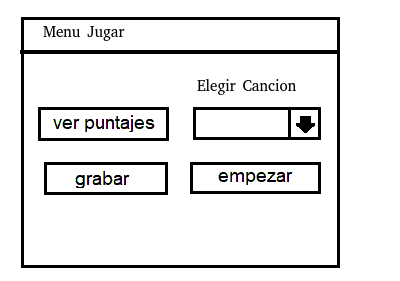 Menu Jugar
Elegir Cancion
ver puntajes
grabar
empezar